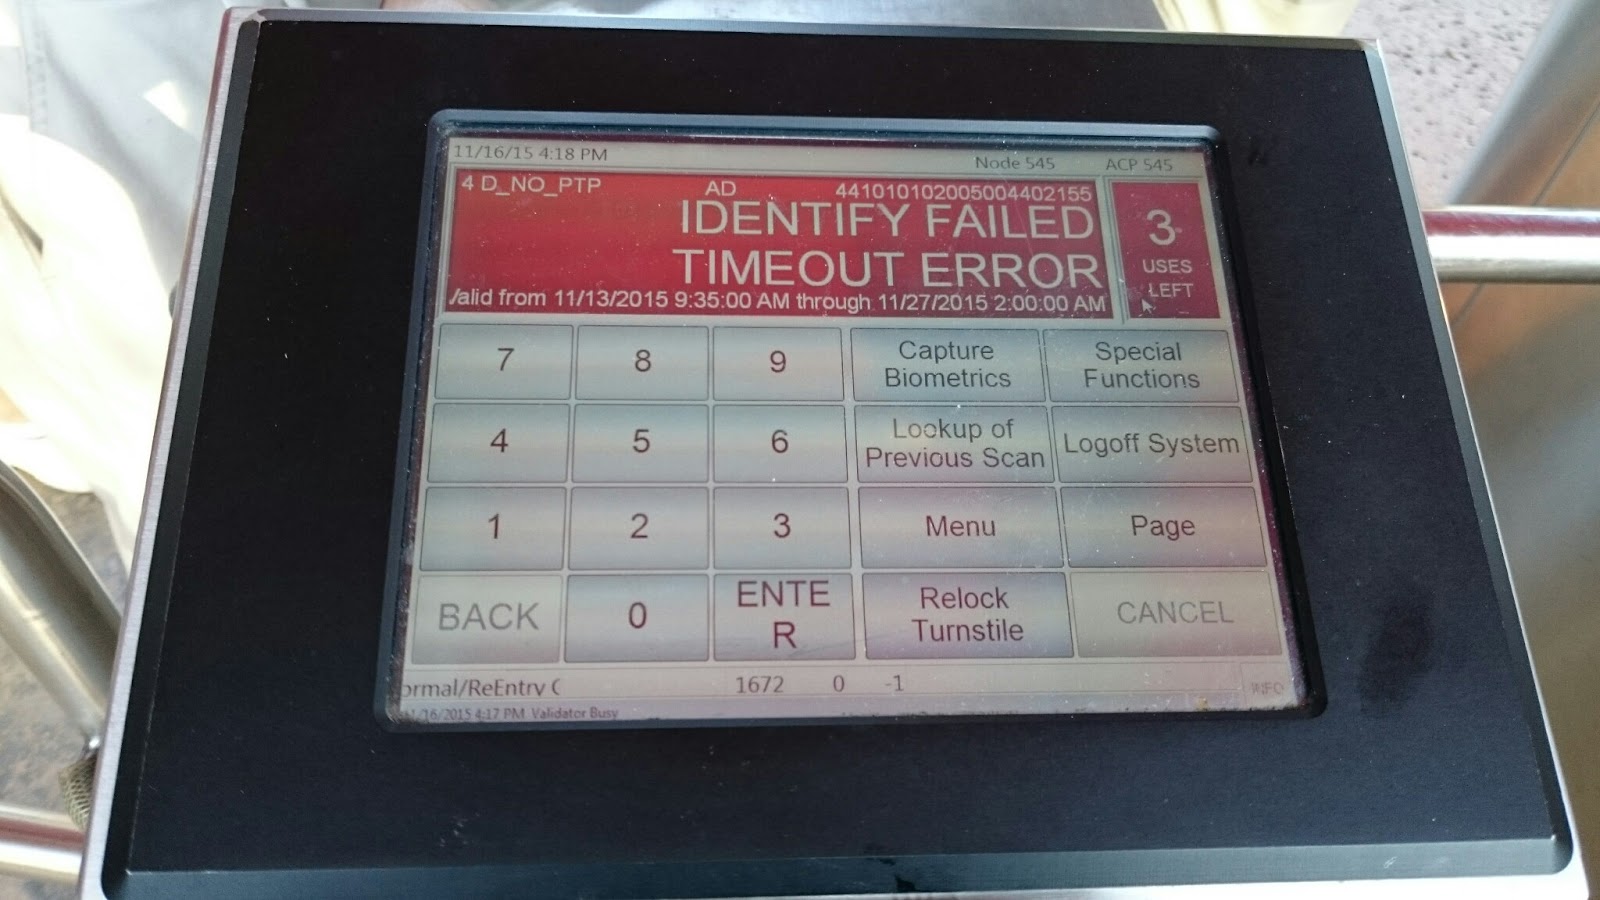 11/16/15 4:18 PM Node 545 ACP 545
4 D_NO_PTP AD 441010102005004402155
IDENTIFY FAILED
TIMEOUT ERROR
/alid from 11/13/2015 9:35:00 AM through 11/27/2015 2:00:00 AM
3
USES
LEFT
7 8 9
Capture
Biometrics
Special
Functions
4 5 6
Lookup of
Previous Scan
Logoff System
1 2 3 Menu Page
BACK 0
ENTE
R
Relock
Turnstile
CANCEL
ormal/ReEntry C 1672 0 -1 INFO
11/16/2015 4:17 PM Validator Busy